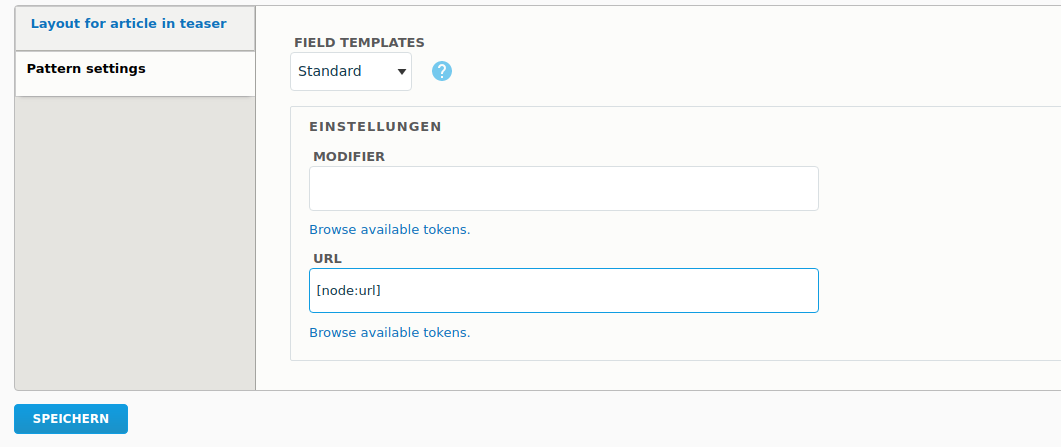 Layout for article in teaser
Pattern settings
FIELD TEMPLATES
Standard
?
EINSTELLUNGEN
MODIFIER
Browse available tokens.
URL
[node:url]
Browse available tokens.
SPEICHERN